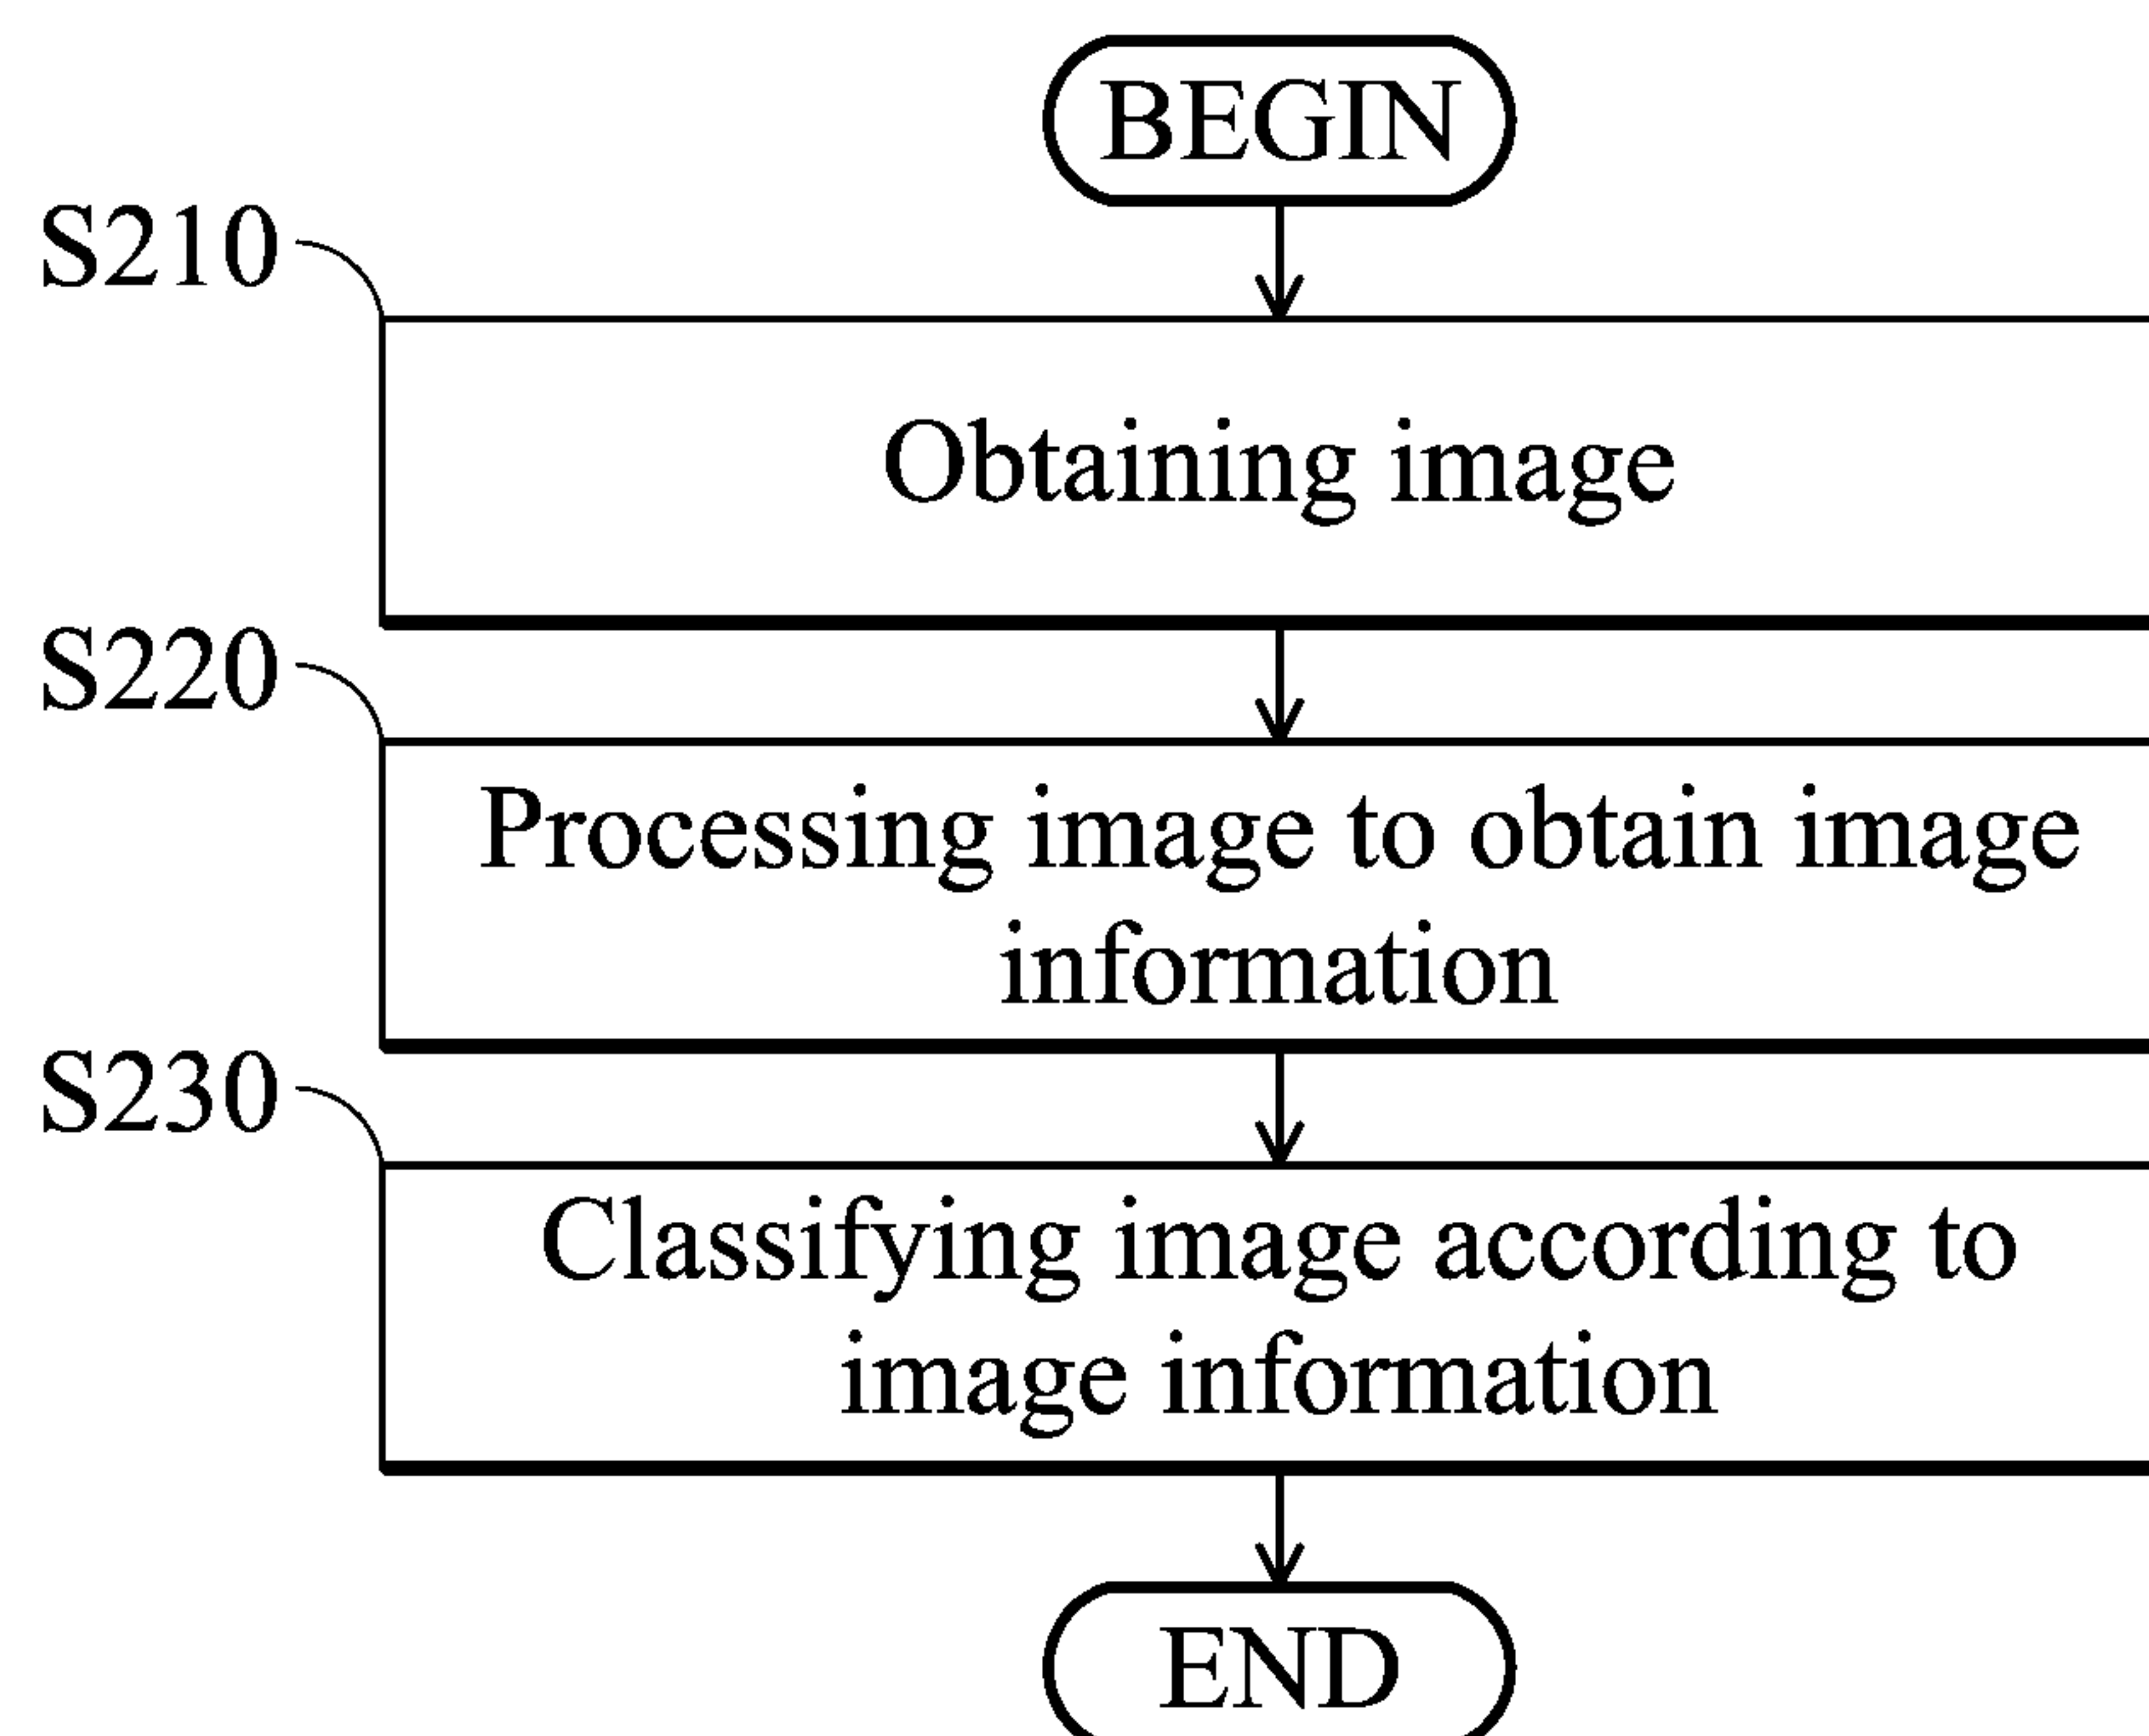 BEGIN
S210
Obtaining image
S220
Processing image to obtain image
information
S230
Classifying image according to
image information
END